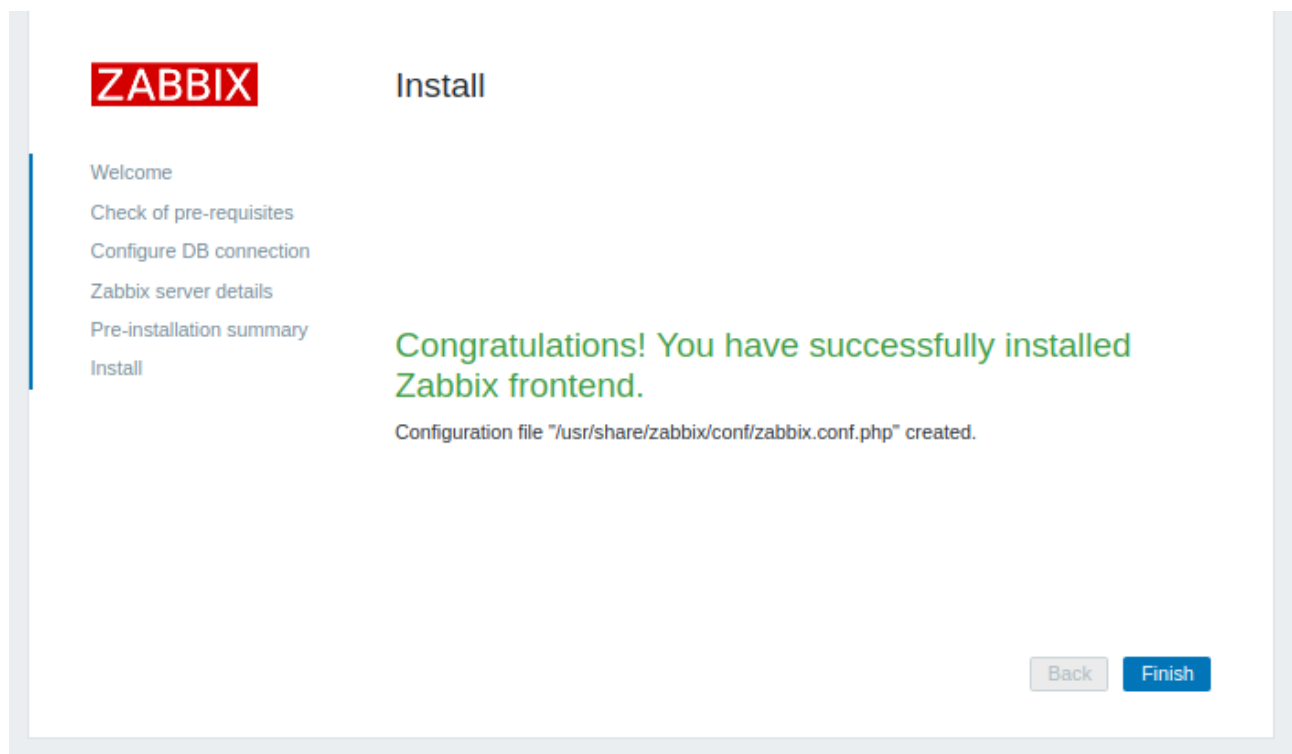 ZABBIX
Install
Welcome
Check of pre-requisites
Configure DB connection
Zabbix server details
Pre-installation summary
Install
Congratulations! You have successfully installed
Zabbix frontend.
Configuration file "/usr/share/zabbix/conf/zabbix.conf.php" created.
Back
Finish